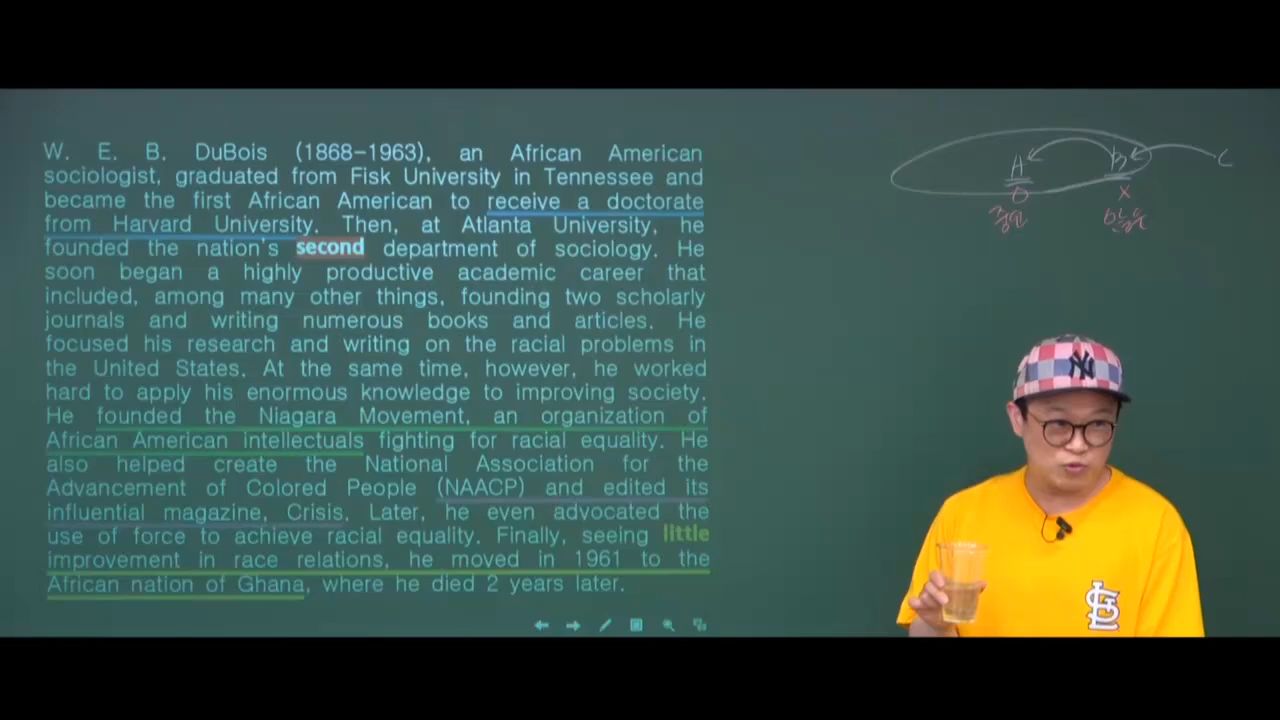 W. E. B. DuBois (1868-1963), an African American
sociologist, graduated from Fisk University in Tennessee and
became the first African American to receive a doctorate
from Harvard University. Then, at Atlanta University, he
founded the nation's second department of sociology. He
soon began a highly productive academic career that
included, among many other things, founding two scholarly
journals and writing numerous books and articles. He
focused his research and writing on the racial problems in
the United States. At the same time, however, he worked
hard to apply his enormous knowledge to improving society.
He founded the Niagara Movement, an organization of
African American intellectuals fighting for racial equality. He
also helped create the National Association for the
Advancement of Colored People (NAACP) and edited its
influential magazine, Crisis. Later, he even advocated the
use of force to achieve racial equality. Finally, seeing little
improvement in race relations, he moved in 1961 to the
African nation of Ghana, where he died 2 years later.
A B C
O X
NY
STL